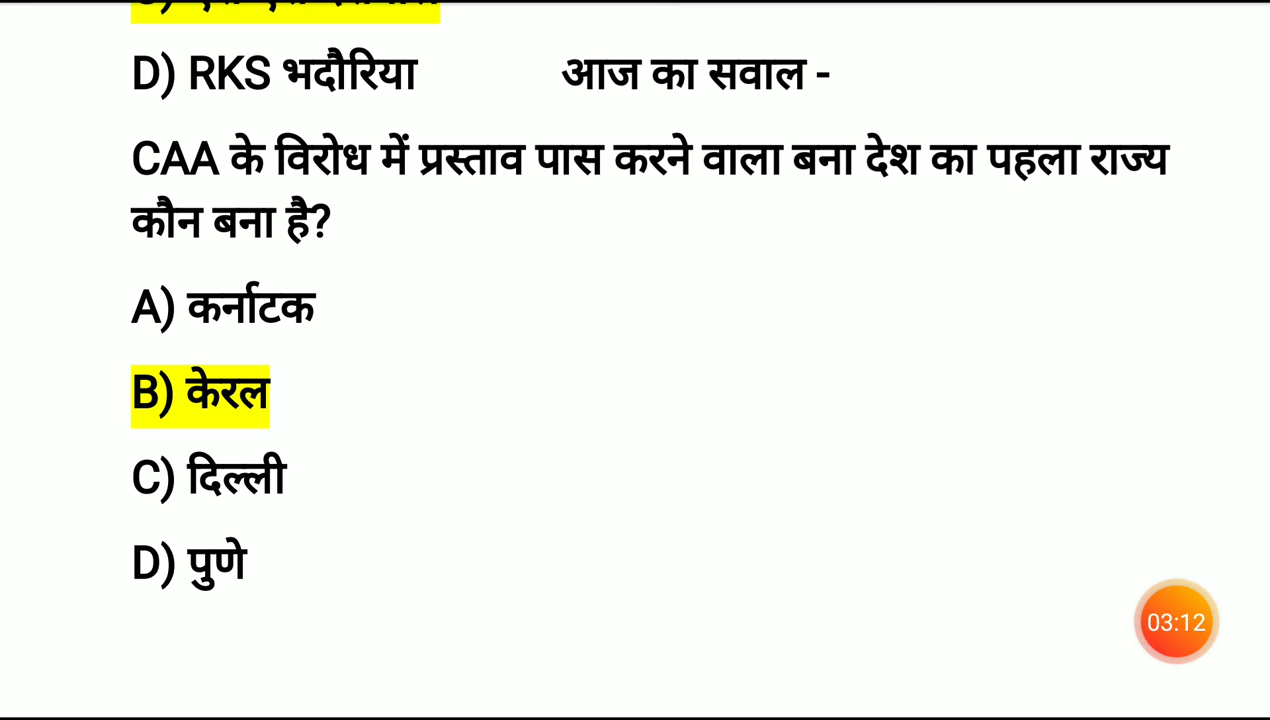 D) RKS भदौरिया आज का सवाल -
CAA के विरोध में प्रस्ताव पास करने वाला बना देश का पहला राज्य
कौन बना है?
A) कर्नाटक
B) केरल
C) दिल्ली
D) पुणे
03:12